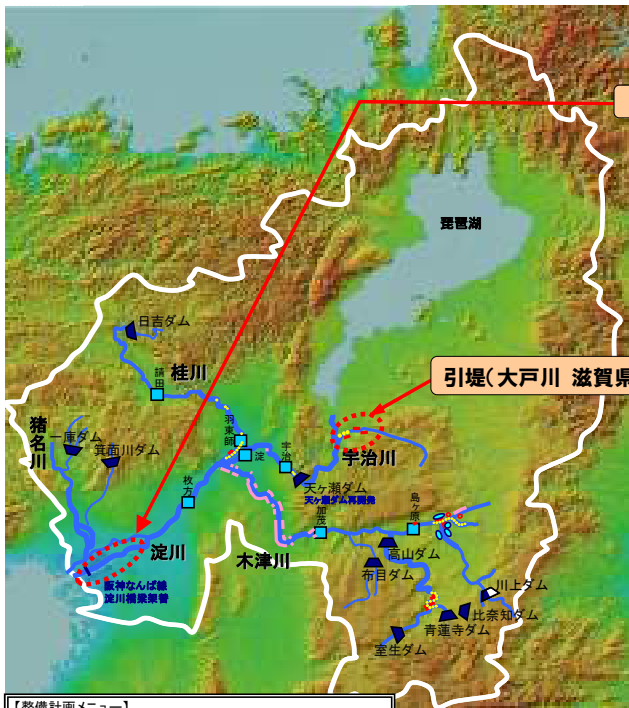 琵琶湖
日吉ダム
請田
桂川
引堤(大戸川 滋賀県
猪名川
一庫ダム
箕面川ダム
羽束師
淀
宇治
宇治川
天ヶ瀬ダム
天ヶ瀬ダム再開発
枚方
加茂
島ヶ原
淀川
木津川
高山ダム
布目ダム
阪神なんば線
淀川橋梁架替
川上ダム
比奈知ダム
青蓮寺ダム
室生ダム
【整備計画メニュー】